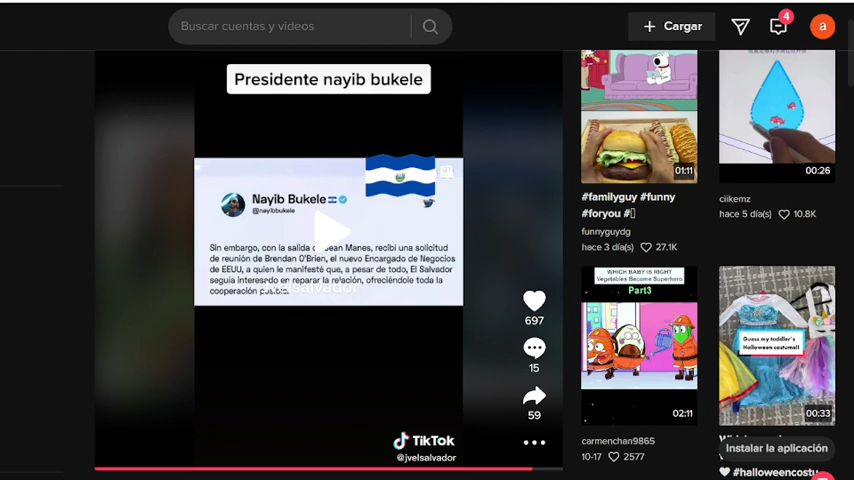 Buscar cuentas y videos
+ Cargar
4
a
Presidente nayib bukele
Nayib Bukele
@nayibbukele
Sin embargo, con la salida de Jean Manes, recibí una solicitud
de reunión de Brendan O'Brien, el nuevo Encargado de Negocios
de EEUU, a quien le manifesté que, a pesar de todo, El Salvador
seguía interesado en reparar la relación, ofreciéndole toda la
cooperación
697
15
59
TikTok
@jvelsalvador
01:11
#familyguy #funny
#foryou #
funnyguydg
hace 3 día(s) 27.1K
00:26
ciikemz
hace 5 día(s) 10.8K
WHICH BABY IS RIGHT
Vegetables Become Superhero
Part3
02:11
carmenchan9865
10-17 2577
Guess my toddler's
Halloween costume!!
00:33
Instalar la aplicación
#halloweencostu